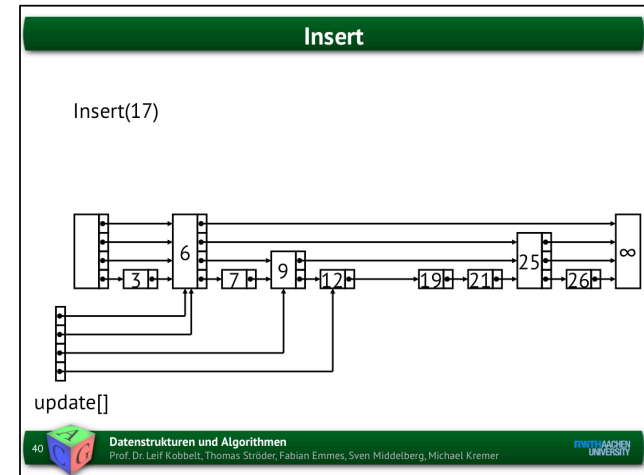 Insert
Insert(17)
3 6 7 9 12 19 21 25 26 ∞
update[]
40
A C G
Datenstrukturen und Algorithmen
Prof. Dr. Leif Kobbelt, Thomas Ströder, Fabian Emmes, Sven Middelberg, Michael Kremer
RWTHAACHEN
UNIVERSITY